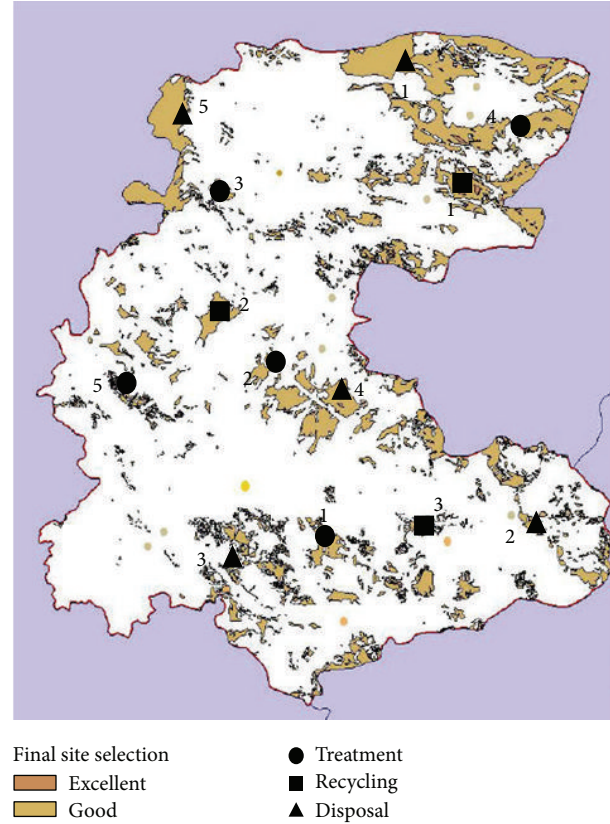 1
5
4
3
1
2
2
5
4
3
1
2
3
Final site selection
Excellent
Good
Treatment
Recycling
Disposal